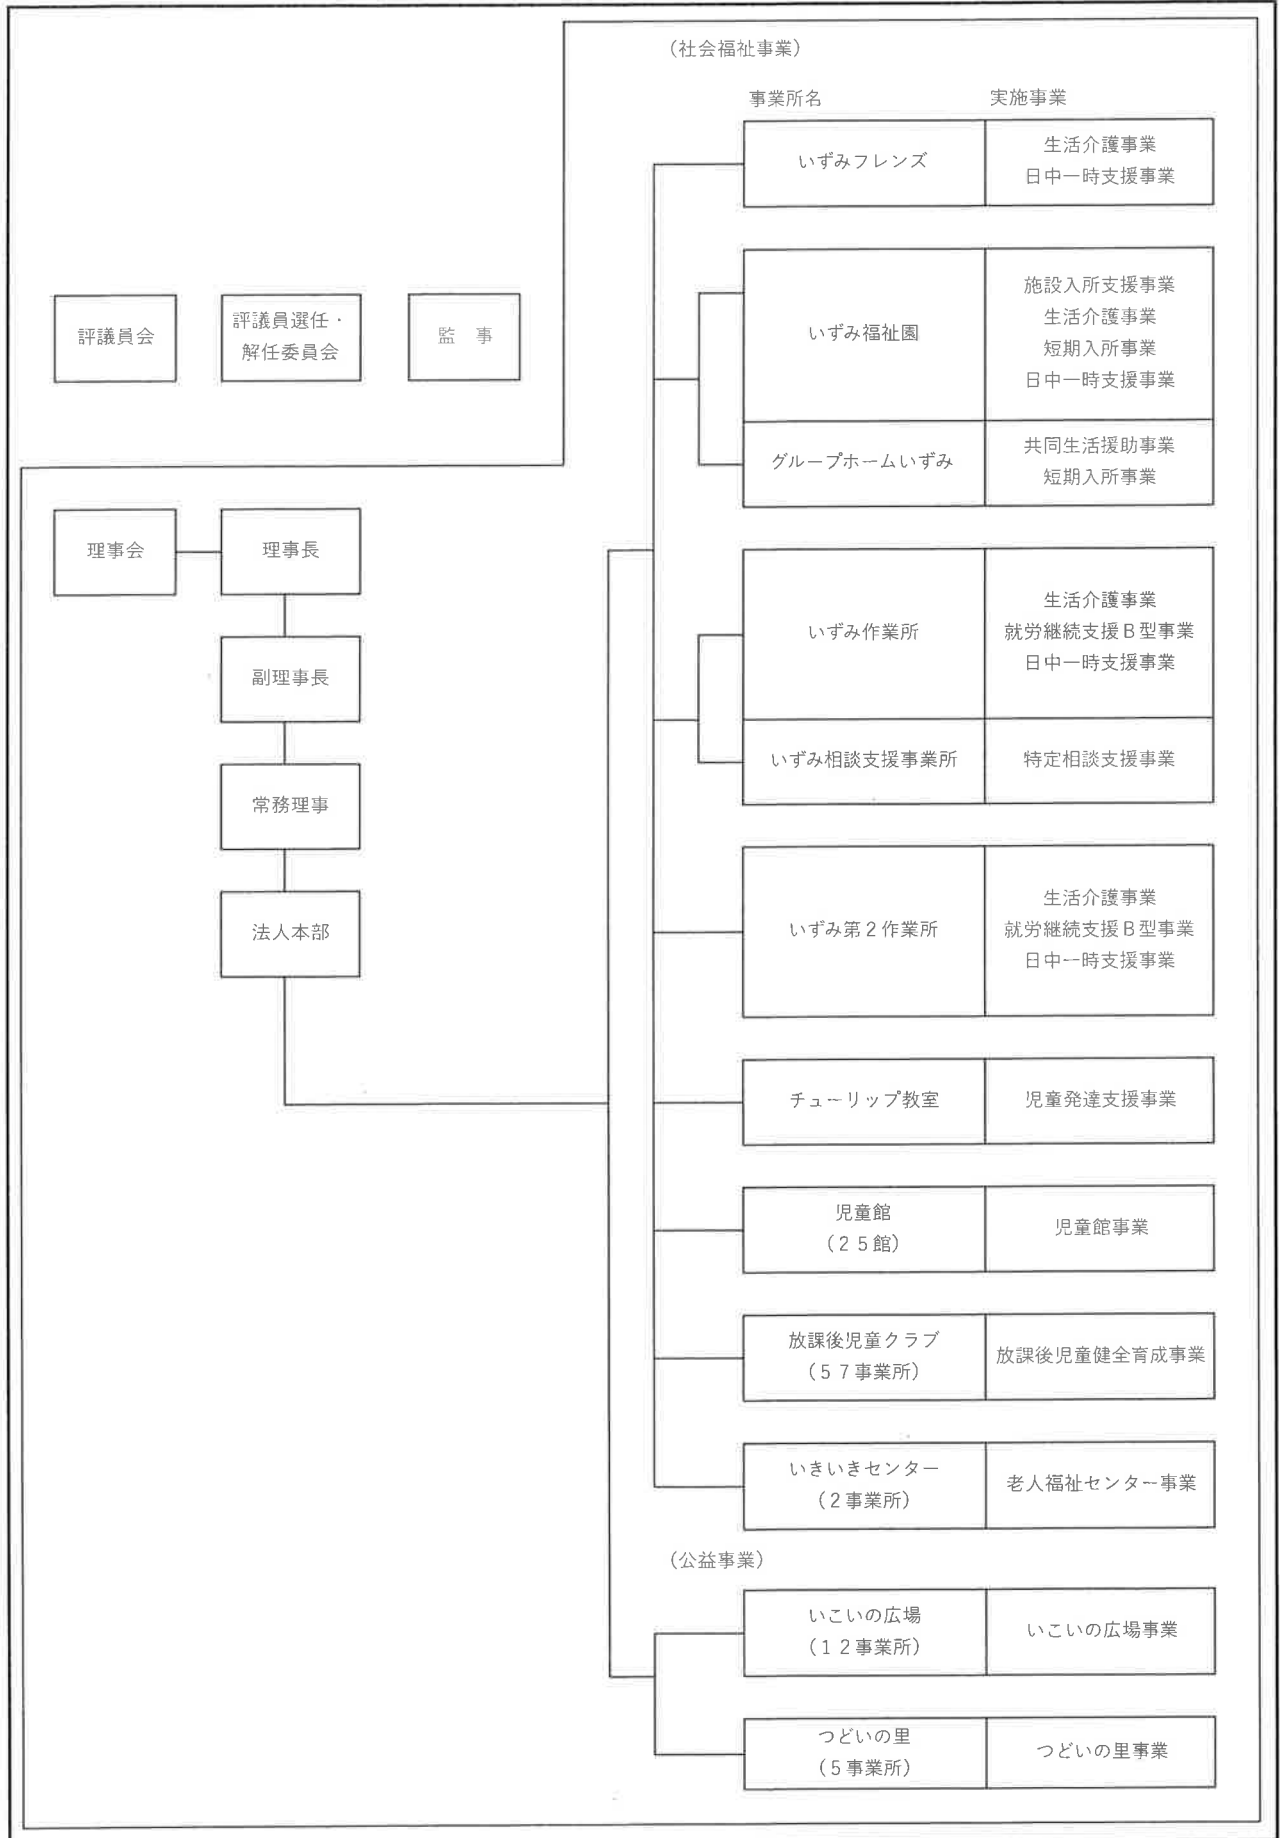 （社会福祉事業）
事業所名　実施事業
いずみフレンズ
生活介護事業
日中一時支援事業
評議員会
評議員選任・
解任委員会
監　事
いずみ福祉園
施設入所支援事業
生活介護事業
短期入所事業
日中一時支援事業
グループホームいずみ
共同生活援助事業
短期入所事業
理事会
理事長
副理事長
常務理事
法人本部
いずみ作業所
生活介護事業
就労継続支援Ｂ型事業
日中一時支援事業
いずみ相談支援事業所
特定相談支援事業
いずみ第２作業所
生活介護事業
就労継続支援Ｂ型事業
日中一時支援事業
チューリップ教室
児童発達支援事業
児童館
（２５館）
児童館事業
放課後児童クラブ
（５７事業所）
放課後児童健全育成事業
いきいきセンター
（２事業所）
老人福祉センター事業
（公益事業）
いこいの広場
（１２事業所）
いこいの広場事業
つどいの里
（５事業所）
つどいの里事業